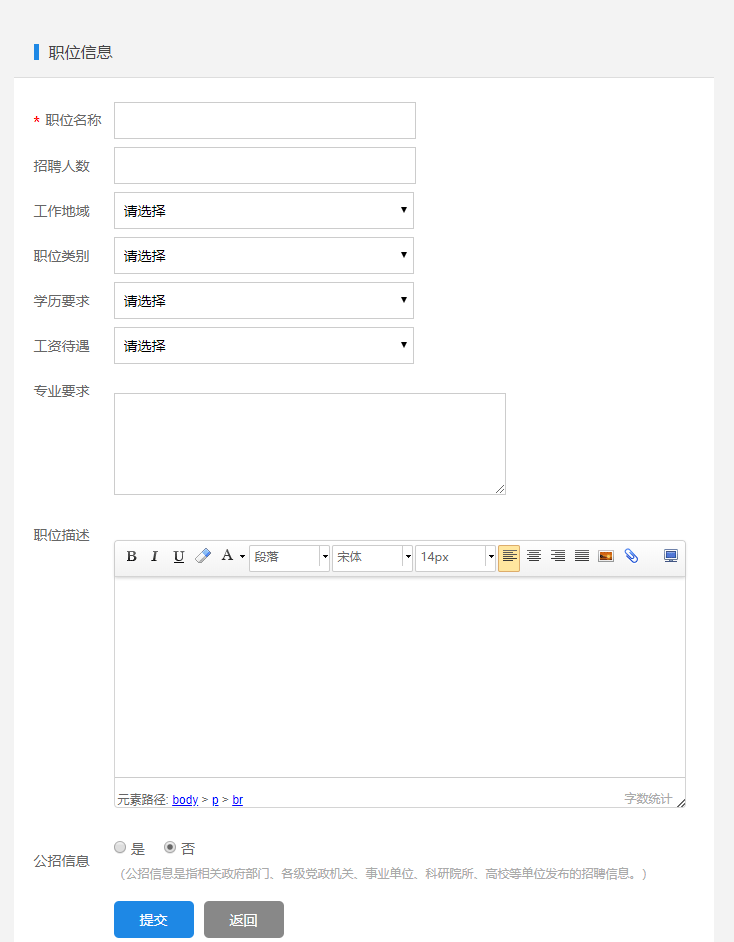 职位信息
* 职位名称
招聘人数
工作地域 请选择
职位类别 请选择
学历要求 请选择
工资待遇 请选择
专业要求
职位描述
B I U A 段落 宋体 14px
元素路径: body > p > br 字数统计
公招信息 是 否
（公招信息是指相关政府部门、各级党政机关、事业单位、科研院所、高校等单位发布的招聘信息。）
提交 返回